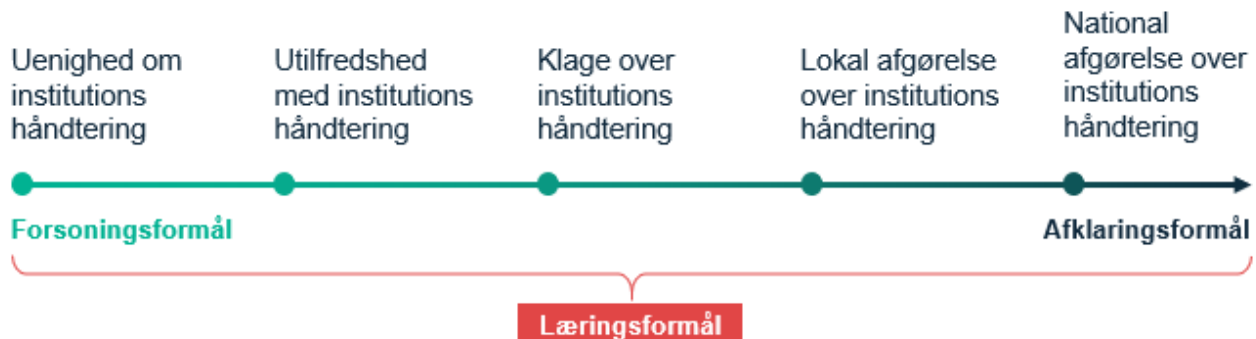 Uenighed om
institutions
håndtering
Utilfredshed
med institutions
håndtering
Klage over
institutions
håndtering
Lokal afgørelse
over institutions
håndtering
National
afgørelse over
institutions
håndtering
Forsoningsformål
Afklaringsformål
Læringsformål